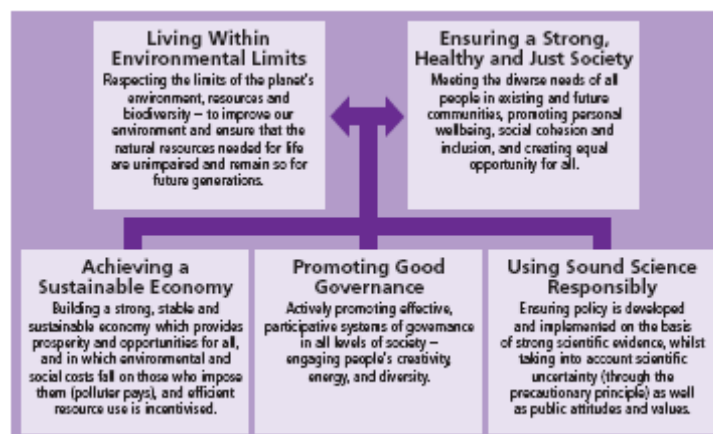 Living Within
Environmental Limits
Respecting the limits of the planet's
environment, resources and
biodiversity – to improve our
environment and ensure that the
natural resources needed for life
are unimpaired and remain so for
future generations.
Ensuring a Strong,
Healthy and Just Society
Meeting the diverse needs of all
people in existing and future
communities, promoting personal
wellbeing, social cohesion and
inclusion, and creating equal
opportunity for all.
Achieving a
Sustainable Economy
Building a strong, stable and
sustainable economy which provides
prosperity and opportunities for all,
and in which environmental and
social costs fall on those who impose
them (polluter pays), and efficient
resource use is incentivised.
Promoting Good
Governance
Actively promoting effective,
participative systems of governance
in all levels of society –
engaging people's creativity,
energy, and diversity.
Using Sound Science
Responsibly
Ensuring policy is developed
and implemented on the basis
of strong scientific evidence, whilst
taking into account scientific
uncertainty (through the
precautionary principle) as well
as public attitudes and values.